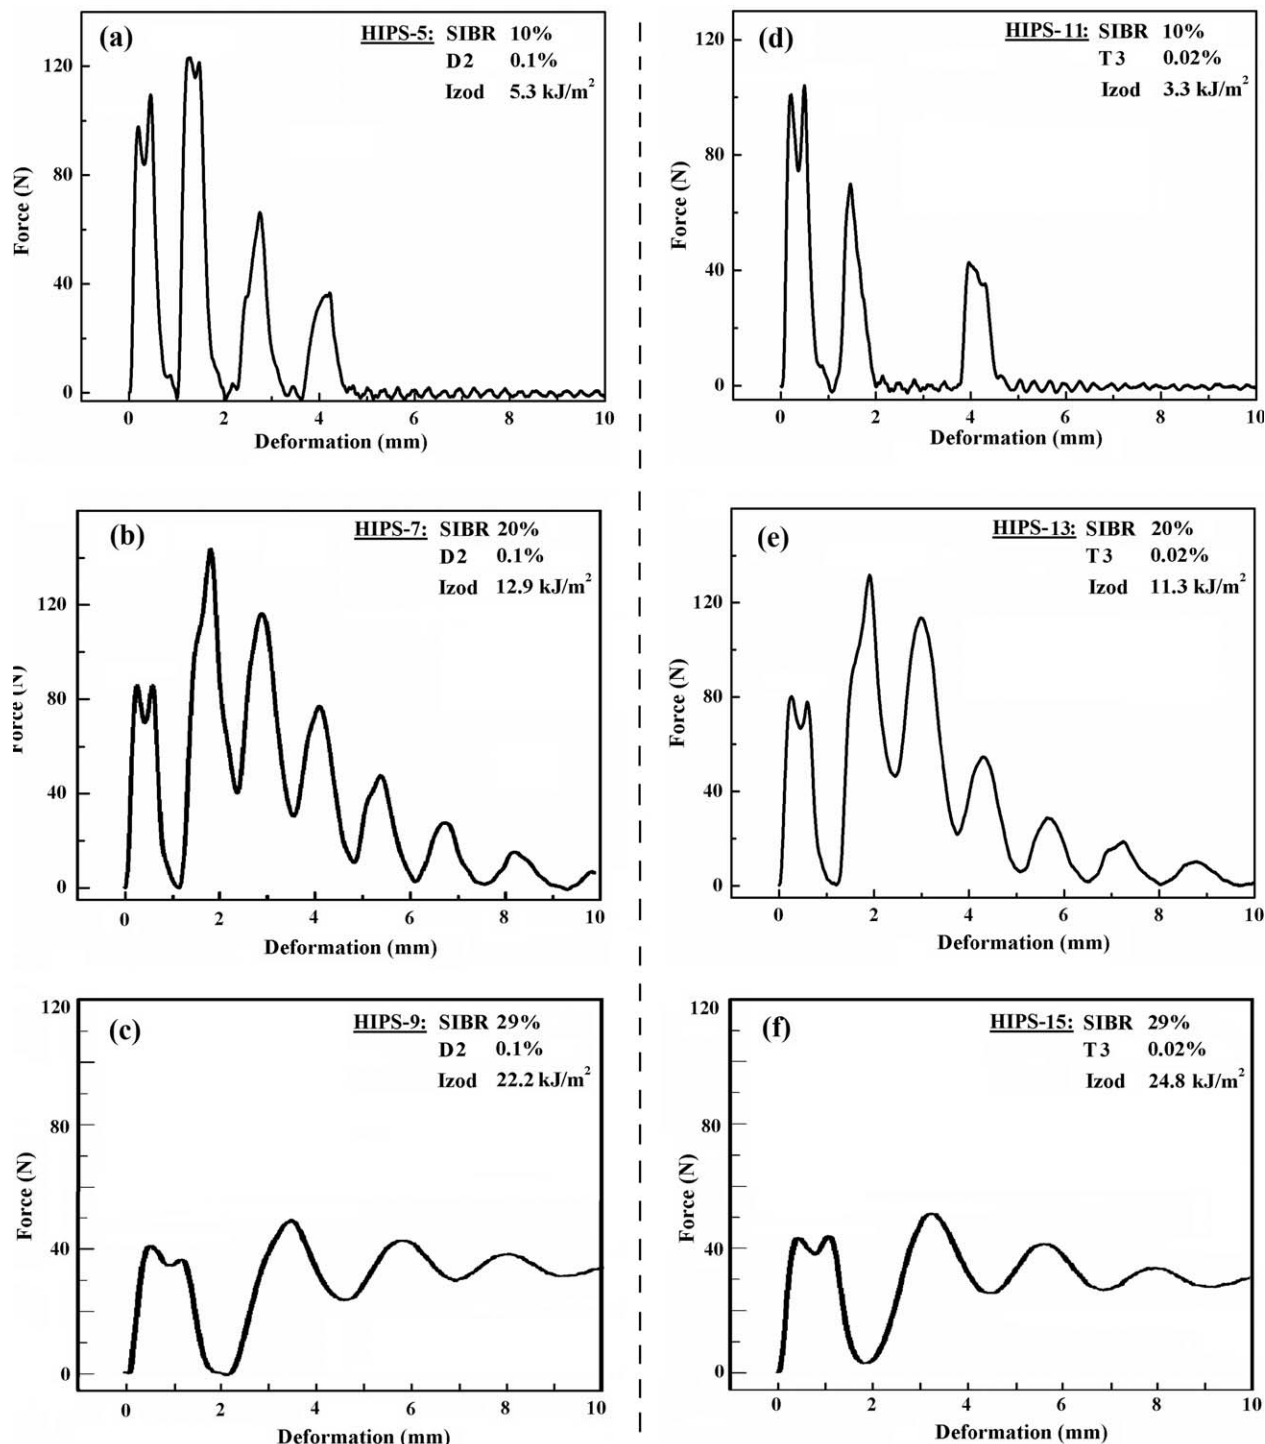 (a)
HIPS-5: SIBR 10%
D2 0.1%
Izod 5.3 kJ/m²
120
80
40
0
Force (N)
0 2 4 6 8 10
Deformation (mm)
(d)
HIPS-11: SIBR 10%
T3 0.02%
Izod 3.3 kJ/m²
120
80
40
0
Force (N)
0 2 4 6 8 10
Deformation (mm)
(b)
HIPS-7: SIBR 20%
D2 0.1%
Izod 12.9 kJ/m²
120
80
40
0
Force (N)
0 2 4 6 8 10
Deformation (mm)
(e)
HIPS-13: SIBR 20%
T3 0.02%
Izod 11.3 kJ/m²
120
80
40
0
Force (N)
0 2 4 6 8 10
Deformation (mm)
(c)
HIPS-9: SIBR 29%
D2 0.1%
Izod 22.2 kJ/m²
120
80
40
0
Force (N)
0 2 4 6 8 10
Deformation (mm)
(f)
HIPS-15: SIBR 29%
T3 0.02%
Izod 24.8 kJ/m²
120
80
40
0
Force (N)
0 2 4 6 8 10
Deformation (mm)